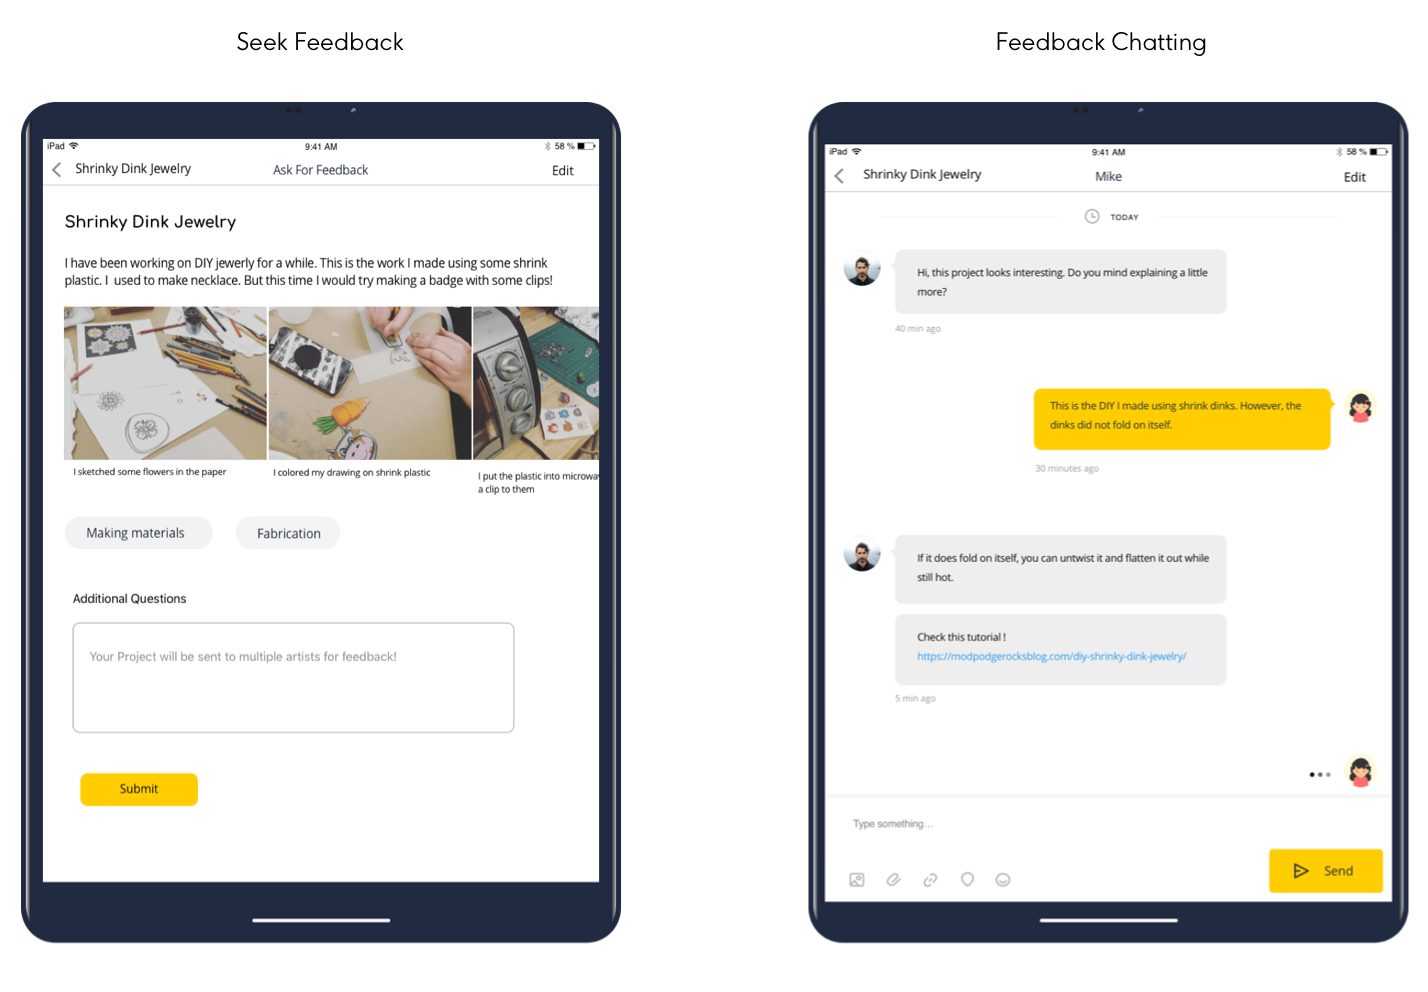 Seek Feedback
Feedback Chatting
iPad
9:41 AM
58 %
Shrinky Dink Jewelry
Ask For Feedback
Edit
Shrinky Dink Jewelry
I have been working on DIY jewerly for a while. This is the work I made using some shrink
plastic. I used to make necklace. But this time I would try making a badge with some clips!
I sketched some flowers in the paper
I colored my drawing on shrink plastic
I put the plastic into microwav
a clip to them
Making materials
Fabrication
Additional Questions
Your Project will be sent to multiple artists for feedback!
Submit
iPad
9:41 AM
58 %
Shrinky Dink Jewelry
Mike
Edit
TODAY
Hi, this project looks interesting. Do you mind explaining a little
more?
40 min ago
This is the DIY I made using shrink dinks. However, the
dinks did not fold on itself.
30 minutes ago
If it does fold on itself, you can untwist it and flatten it out while
still hot.
Check this tutorial !
https://modpodgerocksblog.com/diy-shrinky-dink-jewelry/
5 min ago
Type something...
Send